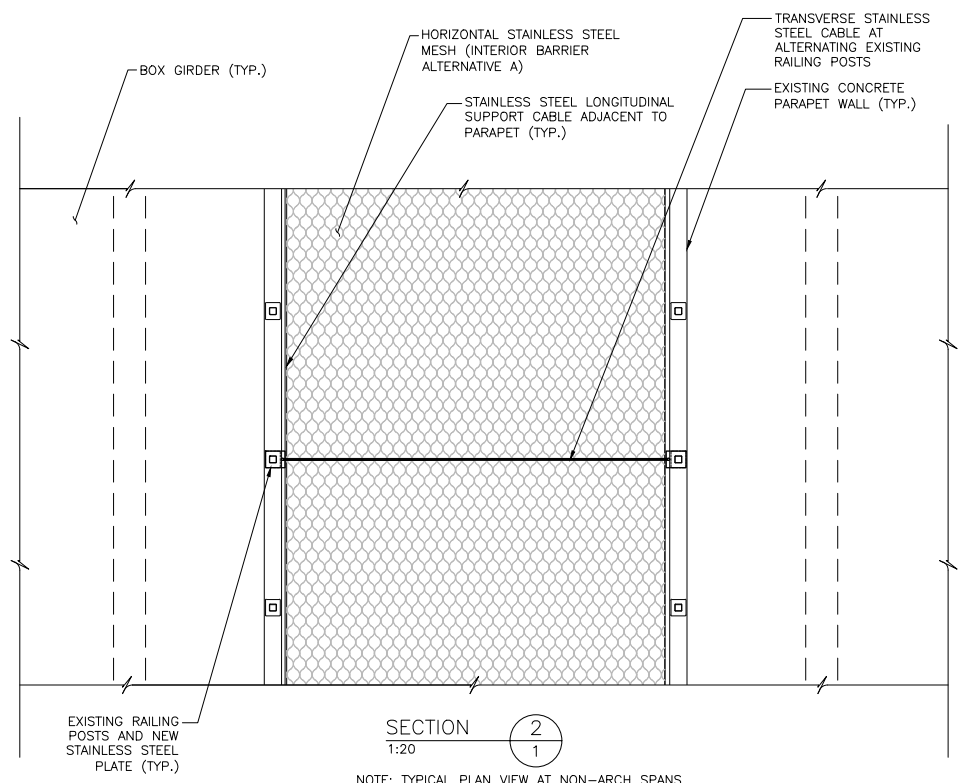 BOX GIRDER (TYP.)
HORIZONTAL STAINLESS STEEL
MESH (INTERIOR BARRIER
ALTERNATIVE A)
STAINLESS STEEL LONGITUDINAL
SUPPORT CABLE ADJACENT TO
PARAPET (TYP.)
TRANSVERSE STAINLESS
STEEL CABLE AT
ALTERNATING EXISTING
RAILING POSTS
EXISTING CONCRETE
PARAPET WALL (TYP.)
EXISTING RAILING
POSTS AND NEW
STAINLESS STEEL
PLATE (TYP.)
SECTION
1:20
2
1
NOTE: TYPICAL PLAN VIEW AT NON-ARCH SPANS